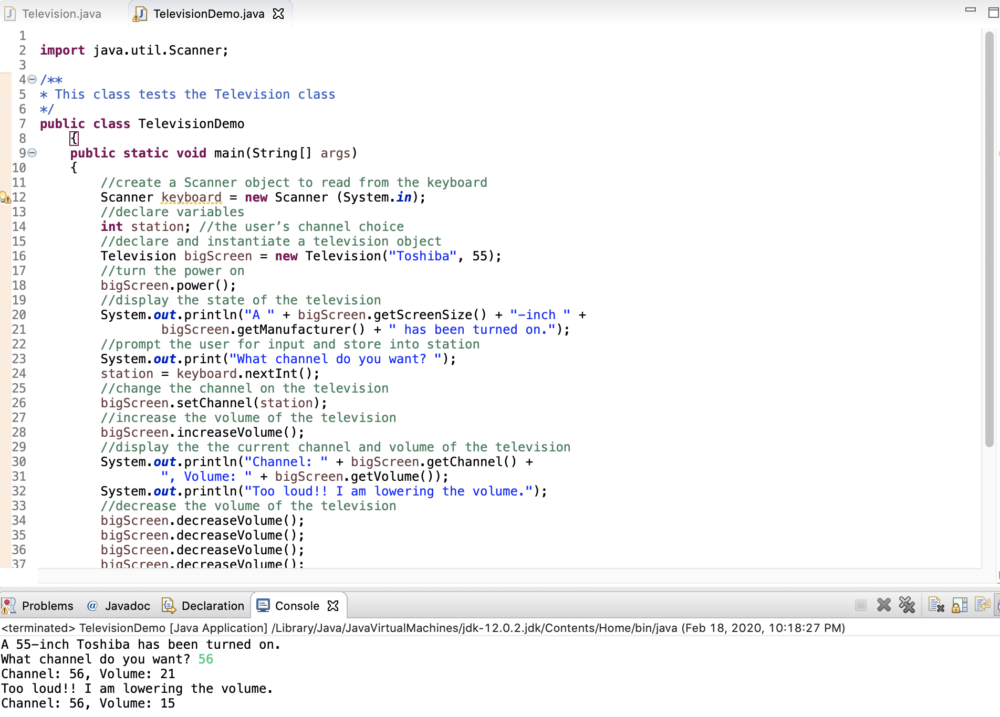 Television.java TelevisionDemo.java
1
2 import java.util.Scanner;
3
4 /**
5 * This class tests the Television class
6 */
7 public class TelevisionDemo
8 {
9 public static void main(String[] args)
10 {
11 //create a Scanner object to read from the keyboard
12 Scanner keyboard = new Scanner (System.in);
13 //declare variables
14 int station; //the user’s channel choice
15 //declare and instantiate a television object
16 Television bigScreen = new Television("Toshiba", 55);
17 //turn the power on
18 bigScreen.power();
19 //display the state of the television
20 System.out.println("A " + bigScreen.getScreenSize() + "-inch " +
21 bigScreen.getManufacturer() + " has been turned on.");
22 //prompt the user for input and store into station
23 System.out.print("What channel do you want? ");
24 station = keyboard.nextInt();
25 //change the channel on the television
26 bigScreen.setChannel(station);
27 //increase the volume of the television
28 bigScreen.increaseVolume();
29 //display the the current channel and volume of the television
30 System.out.println("Channel: " + bigScreen.getChannel() +
31 ", Volume: " + bigScreen.getVolume());
32 System.out.println("Too loud!! I am lowering the volume.");
33 //decrease the volume of the television
34 bigScreen.decreaseVolume();
35 bigScreen.decreaseVolume();
36 bigScreen.decreaseVolume();
37 bigScreen.decreaseVolume();
Problems @ Javadoc Declaration Console
<terminated> TelevisionDemo [Java Application] /Library/Java/JavaVirtualMachines/jdk-12.0.2.jdk/Contents/Home/bin/java (Feb 18, 2020, 10:18:27 PM)
A 55-inch Toshiba has been turned on.
What channel do you want? 56
Channel: 56, Volume: 21
Too loud!! I am lowering the volume.
Channel: 56, Volume: 15